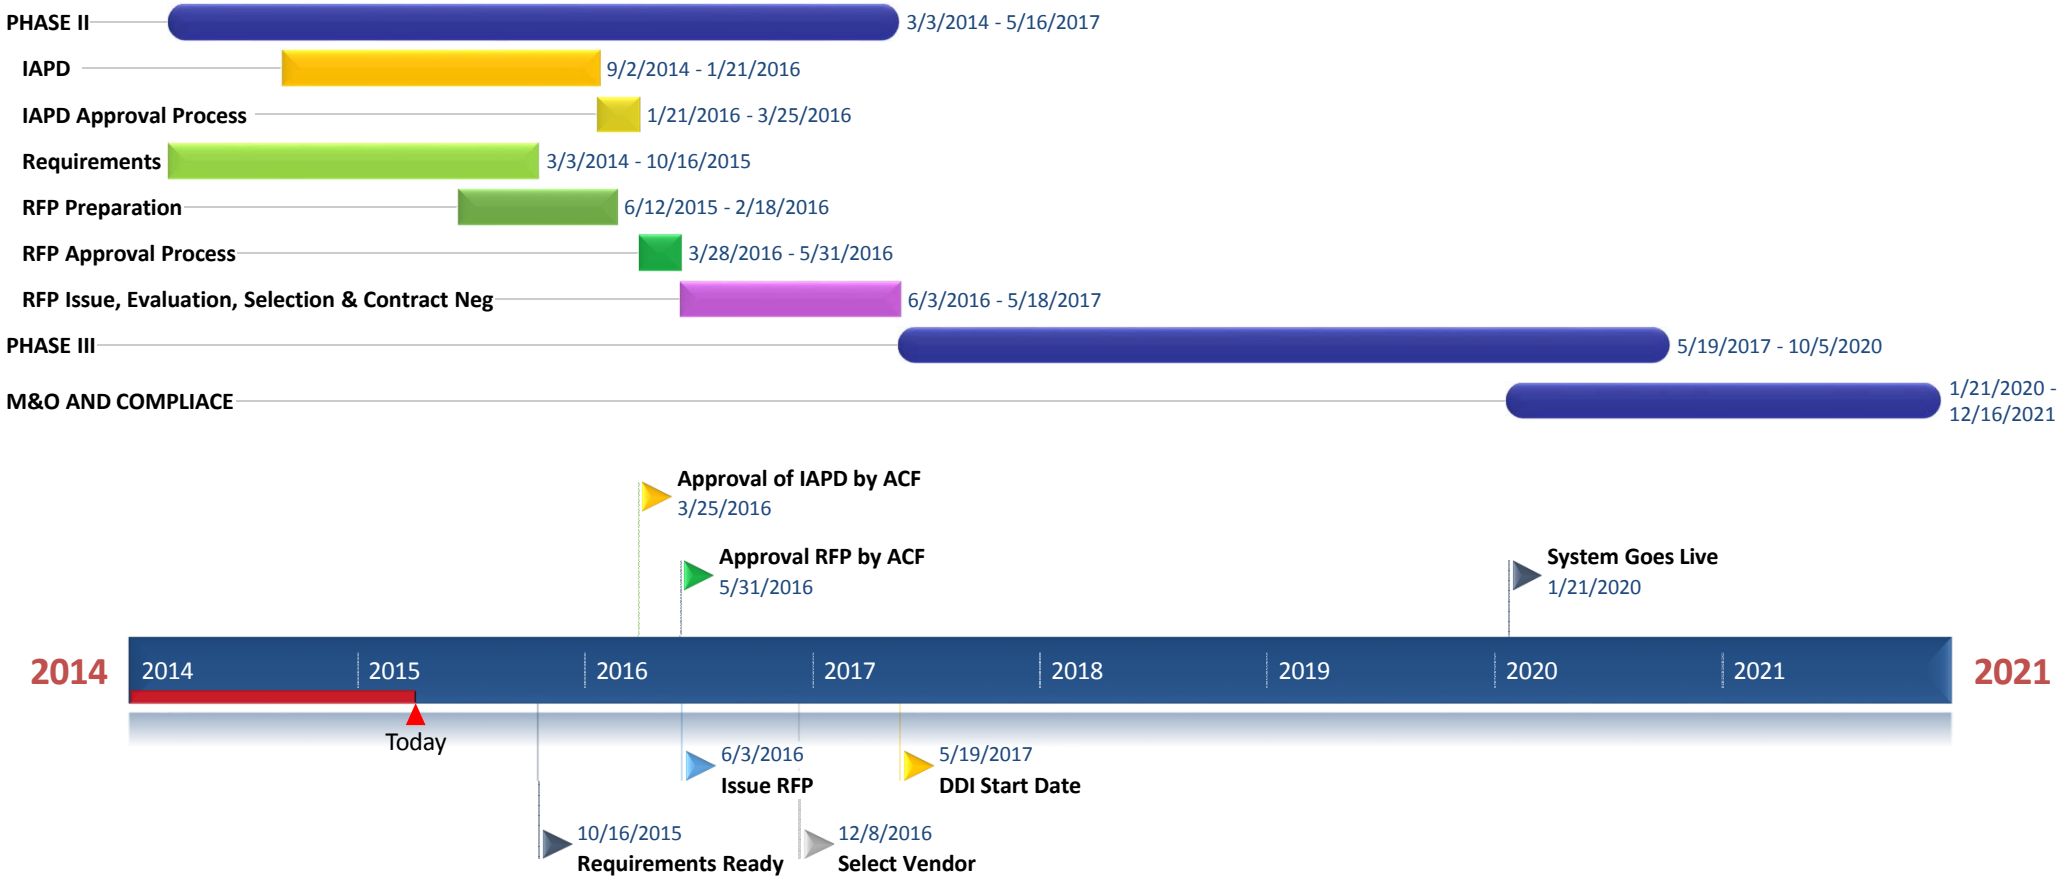 PHASE II
3/3/2014 - 5/16/2017
IAPD
9/2/2014 - 1/21/2016
IAPD Approval Process
1/21/2016 - 3/25/2016
Requirements
3/3/2014 - 10/16/2015
RFP Preparation
6/12/2015 - 2/18/2016
RFP Approval Process
3/28/2016 - 5/31/2016
RFP Issue, Evaluation, Selection & Contract Neg
6/3/2016 - 5/18/2017
PHASE III
5/19/2017 - 10/5/2020
M&O AND COMPLIACE
1/21/2020 -
12/16/2021
Approval of IAPD by ACF
3/25/2016
Approval RFP by ACF
5/31/2016
System Goes Live
1/21/2020
2014
2014
2015
2016
2017
2018
2019
2020
2021
2021
Today
6/3/2016
Issue RFP
5/19/2017
DDI Start Date
10/16/2015
Requirements Ready
12/8/2016
Select Vendor